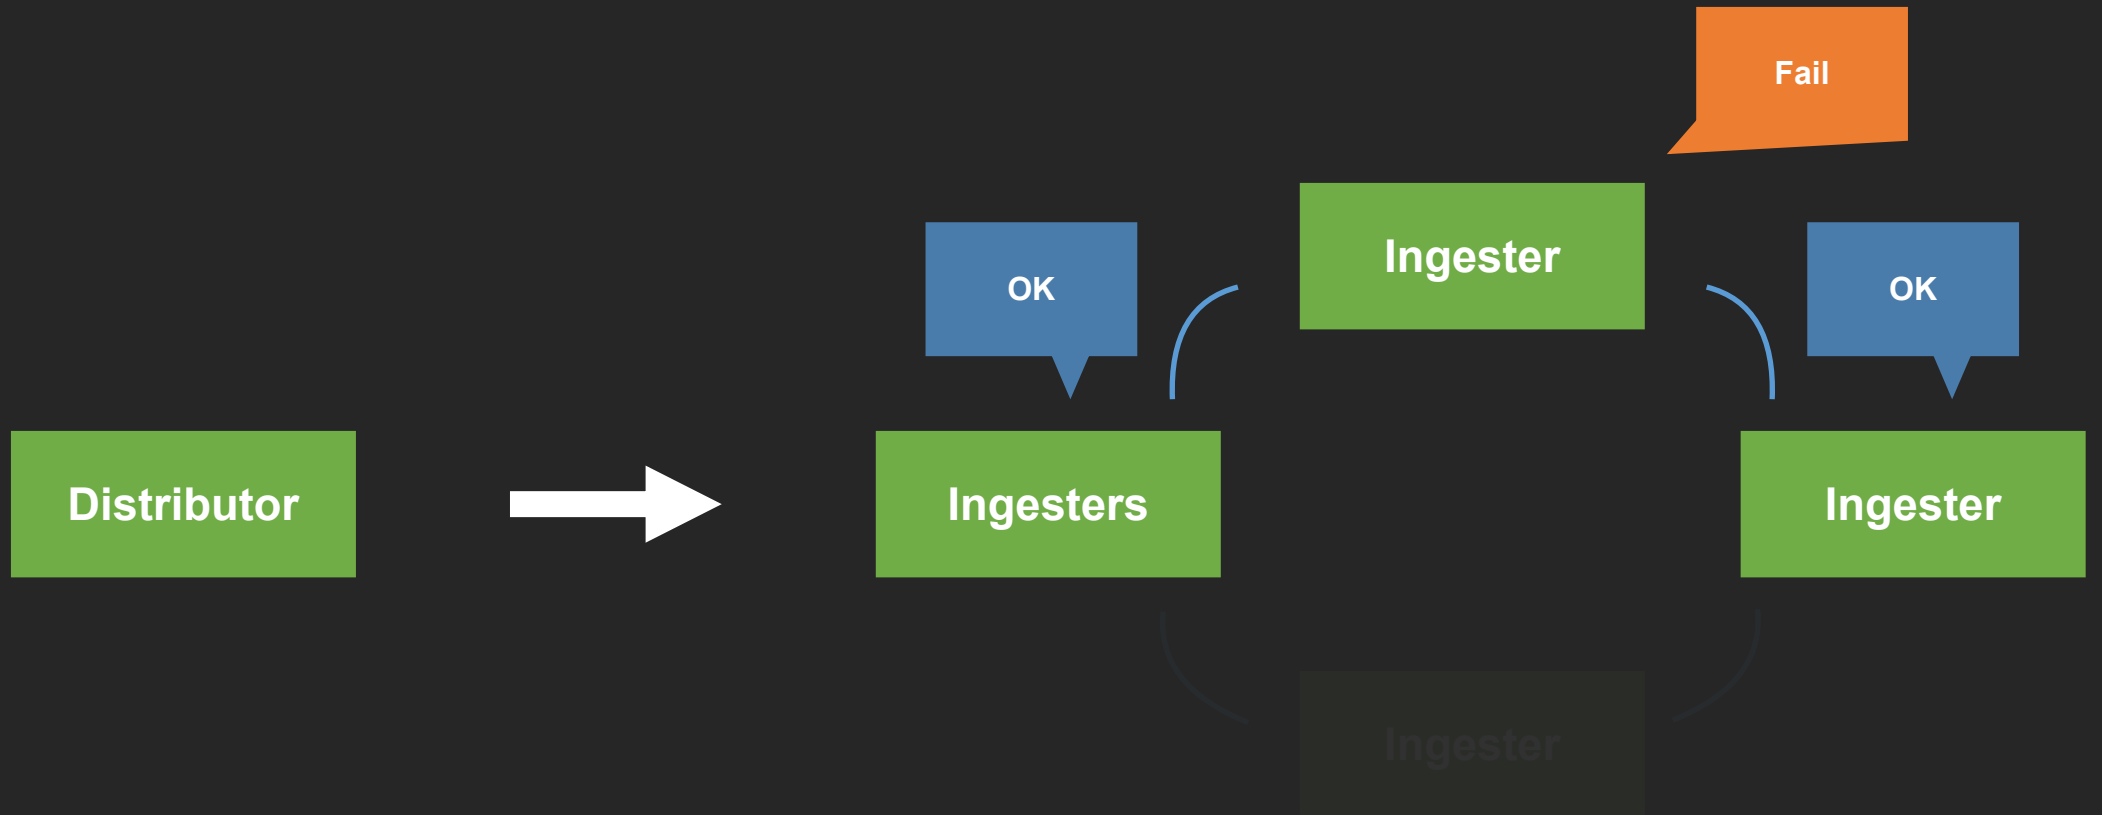 Fail
Ingester
OK
OK
Distributor
Ingesters
Ingester
Ingester